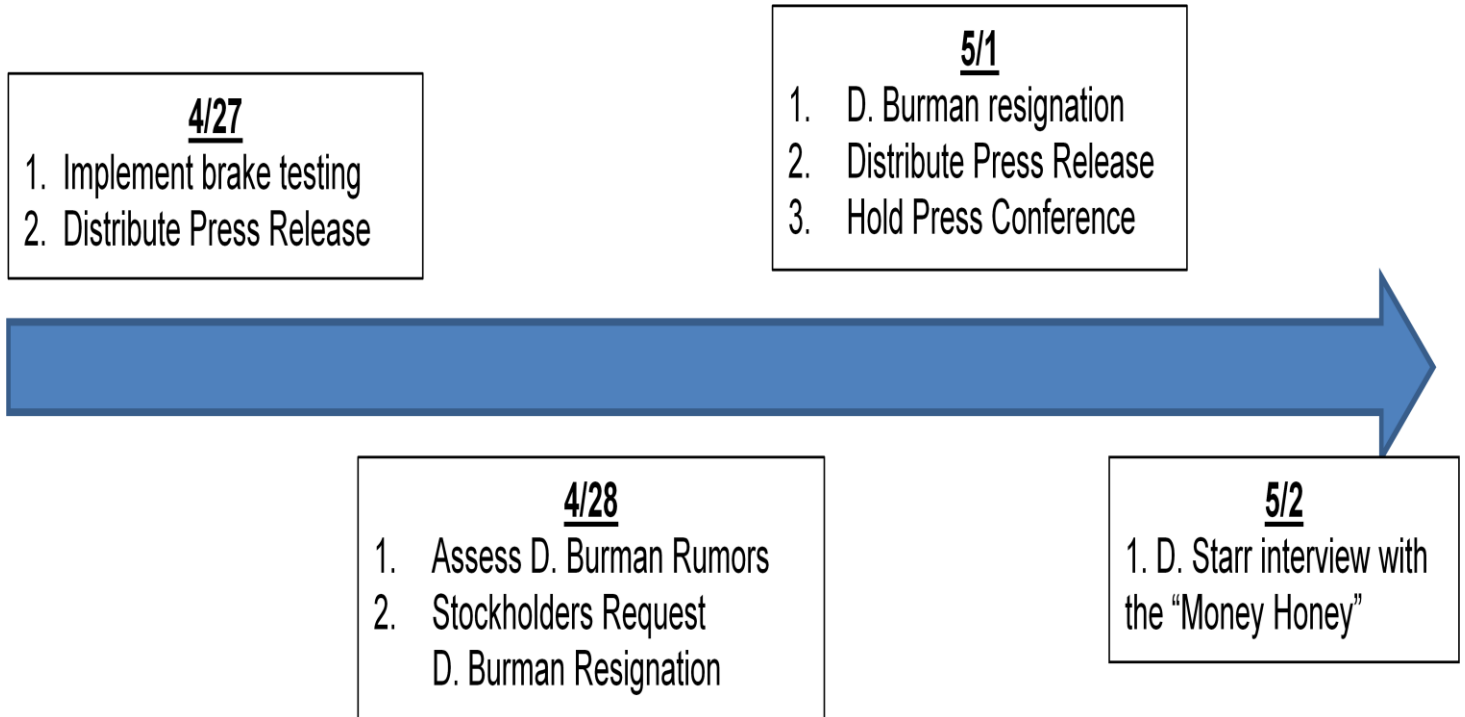 4/27
1. Implement brake testing
2. Distribute Press Release
4/28
1. Assess D. Burman Rumors
2. Stockholders Request
D. Burman Resignation
5/1
1. D. Burman resignation
2. Distribute Press Release
3. Hold Press Conference
5/2
1. D. Starr interview with
the “Money Honey”